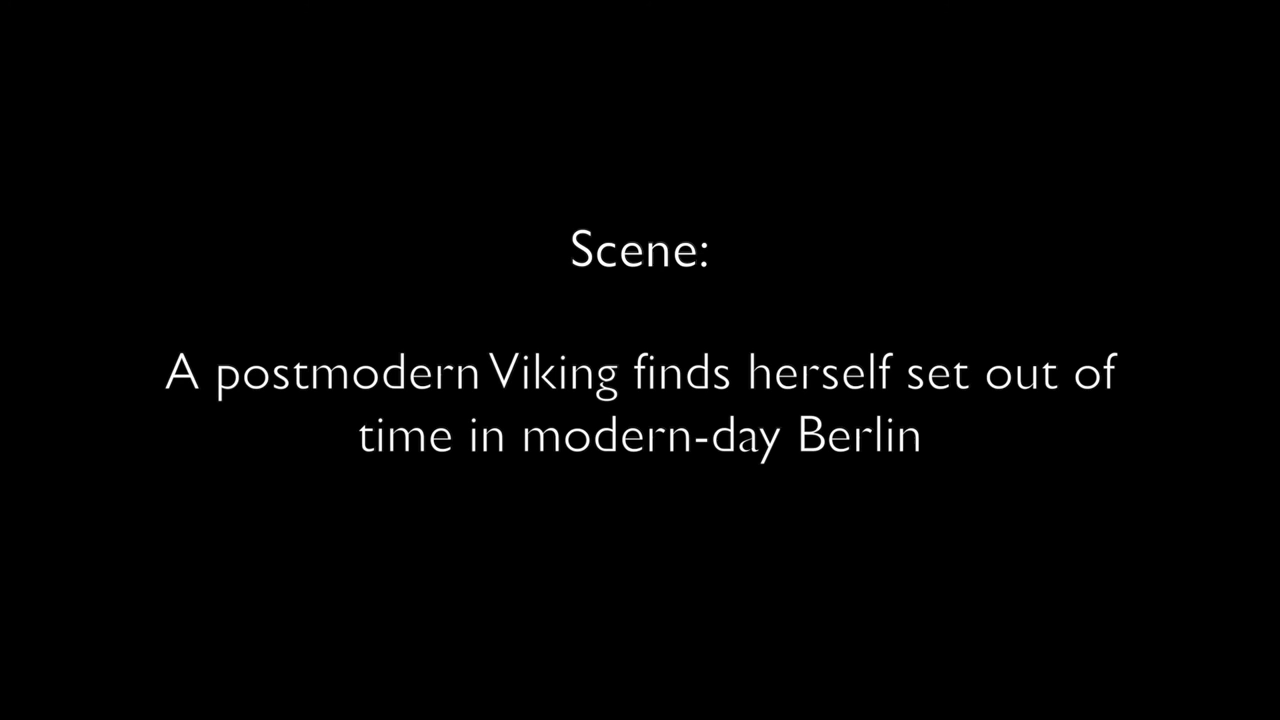 Scene:
A postmodern Viking finds herself set out of
time in modern-day Berlin